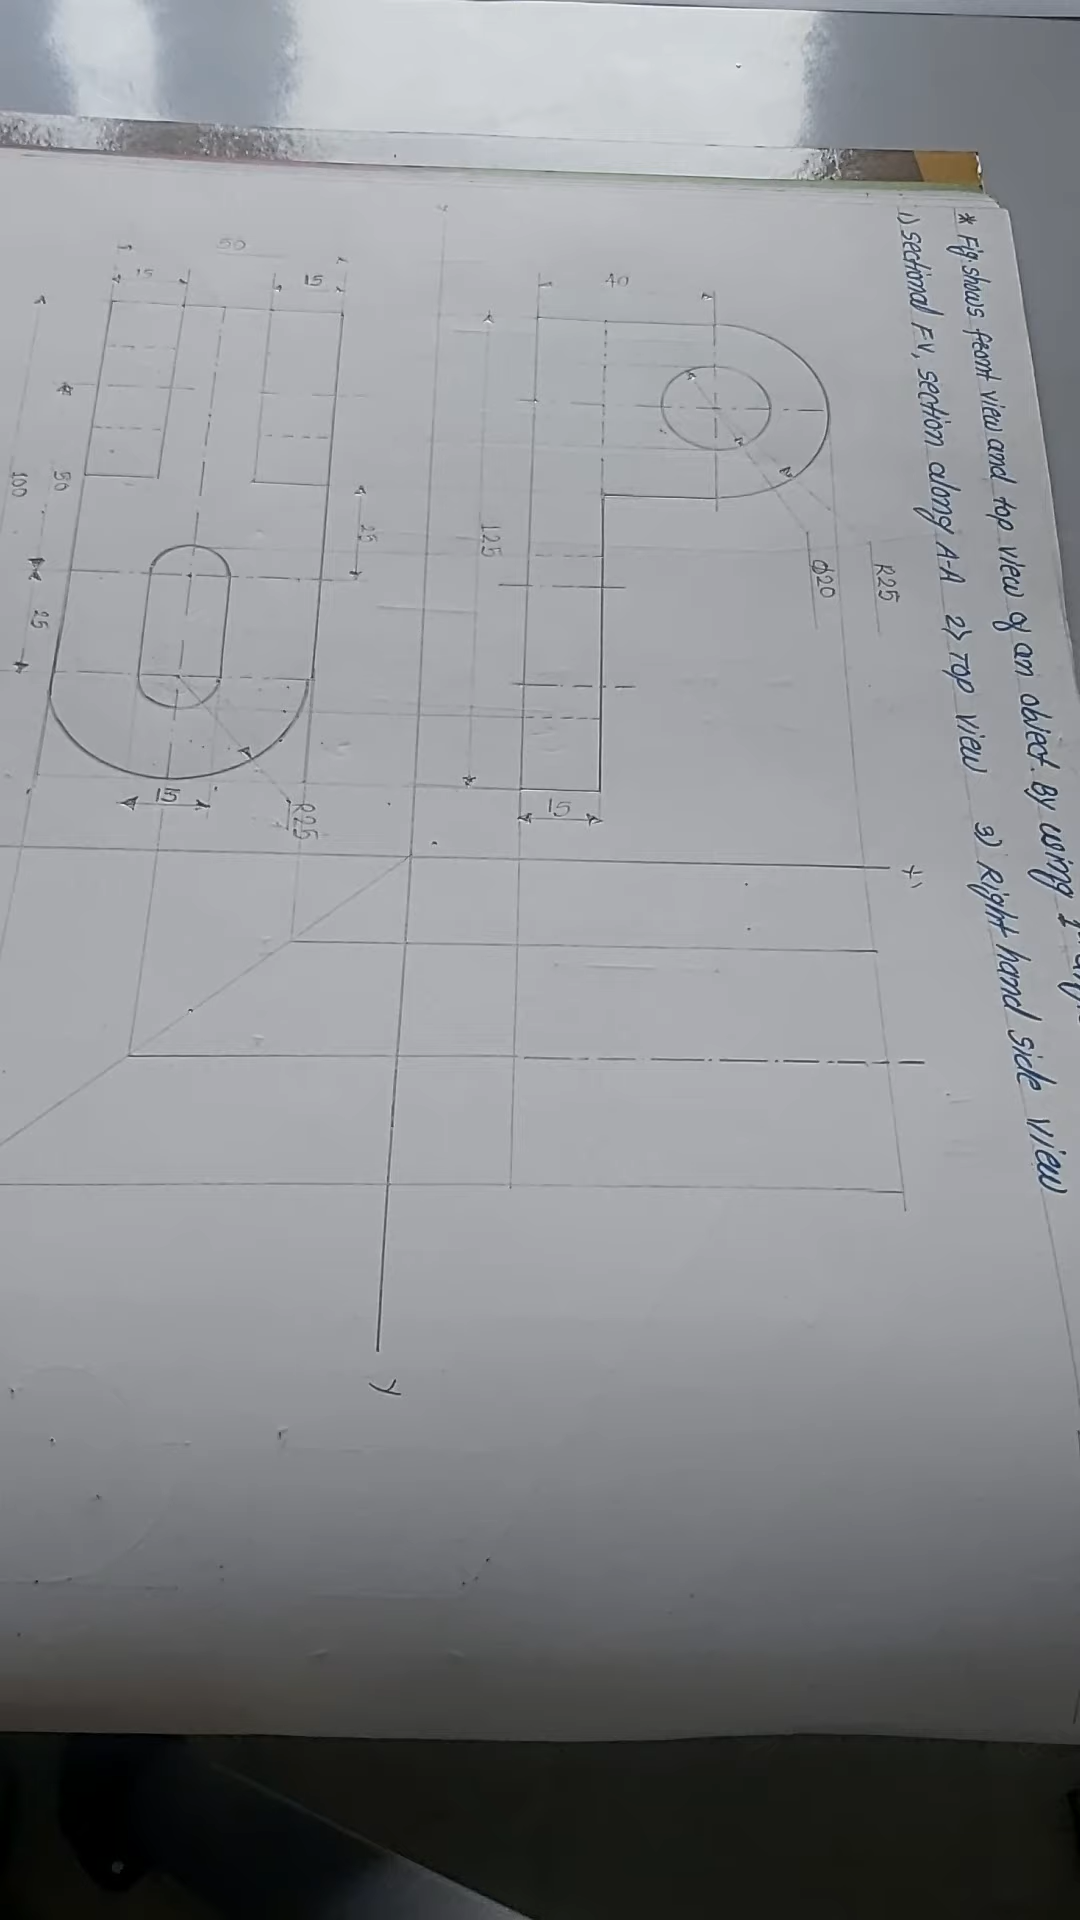 * Fig. shows front view and top view of an object. By using
1) sectional FV, section along A-A 2) Top view 3) Right hand side view
R25
ø20
40
125
15
X1
Y
50
15
15
25
50
25
100
15
R25